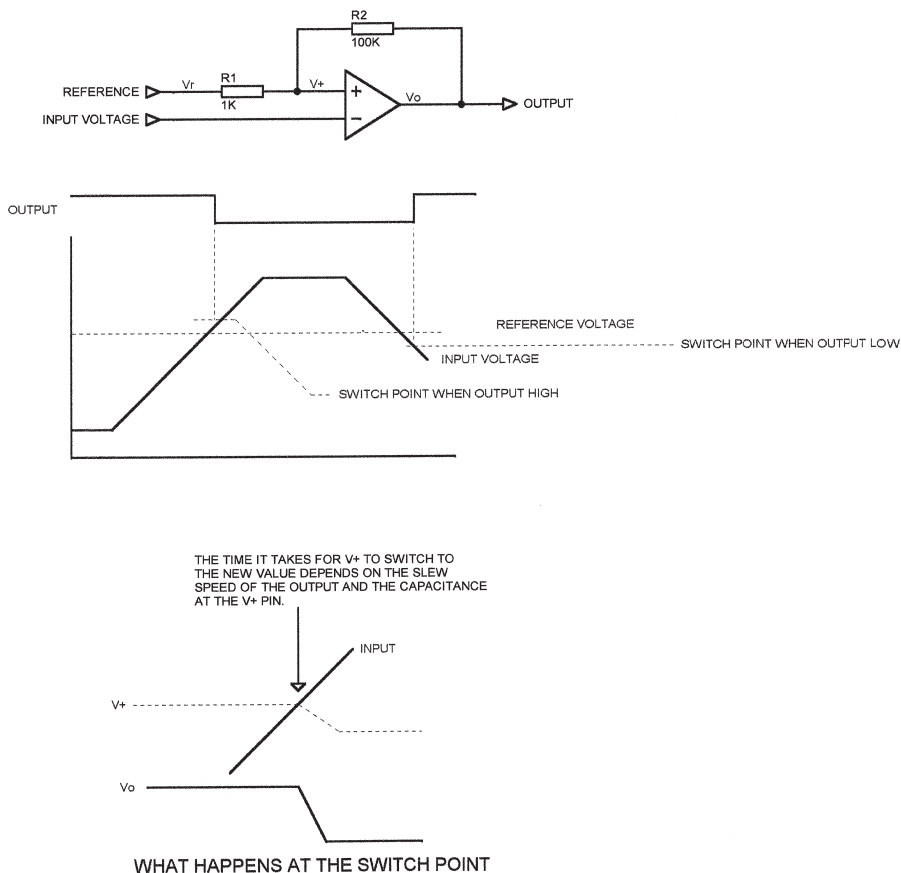 R2
100K
REFERENCE
Vr
R1
1K
V+
+
Vo
OUTPUT
INPUT VOLTAGE
−
OUTPUT
REFERENCE VOLTAGE
SWITCH POINT WHEN OUTPUT LOW
INPUT VOLTAGE
SWITCH POINT WHEN OUTPUT HIGH
THE TIME IT TAKES FOR V+ TO SWITCH TO
THE NEW VALUE DEPENDS ON THE SLEW
SPEED OF THE OUTPUT AND THE CAPACITANCE
AT THE V+ PIN.
INPUT
V+
Vo
WHAT HAPPENS AT THE SWITCH POINT